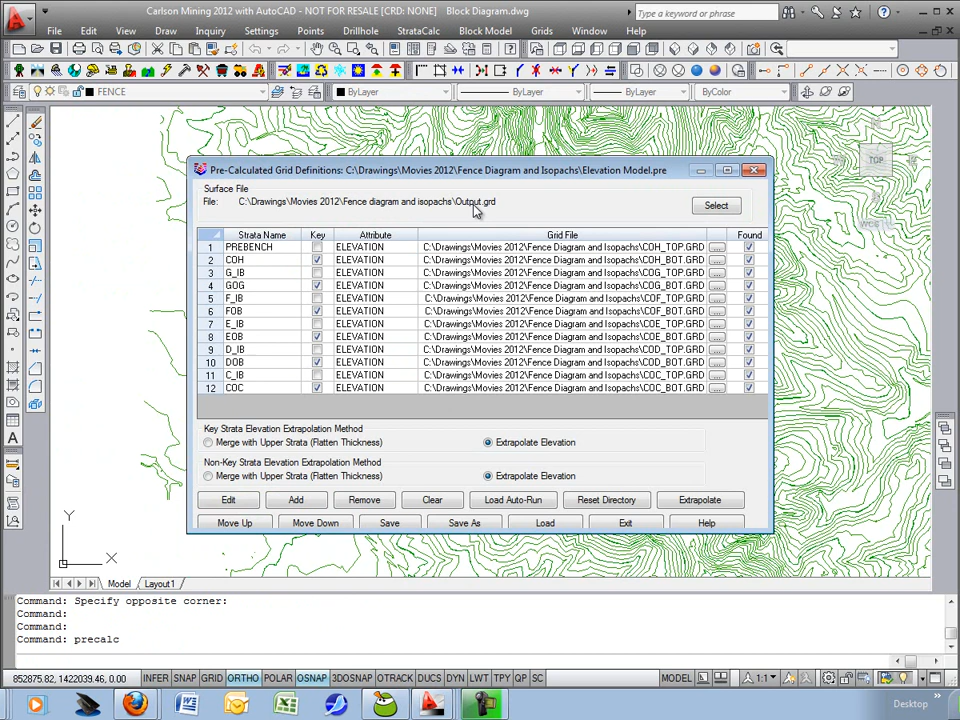 Carlson Mining 2012 with AutoCAD - NOT FOR RESALE [CRD: NONE] Block Diagram.dwg
Type a keyword or phrase
File Edit View Draw Inquiry Settings Points Drillhole StrataCalc Block Model Grids Window Help
FENCE ByLayer ByLayer ByLayer ByColor
TOP
WCS
Pre-Calculated Grid Definitions: C:\Drawings\Movies 2012\Fence Diagram and Isopachs\Elevation Model.pre
Surface File
File: C:\Drawings\Movies 2012\Fence diagram and isopachs\Output.grd Select
Strata Name Key Attribute Grid File Found
1 PREBENCH ELEVATION C:\Drawings\Movies 2012\Fence Diagram and Isopachs\COH_TOP.GRD ...
2 COH ELEVATION C:\Drawings\Movies 2012\Fence Diagram and Isopachs\COH_BOT.GRD ...
3 G_IB ELEVATION C:\Drawings\Movies 2012\Fence Diagram and Isopachs\COG_TOP.GRD ...
4 GOG ELEVATION C:\Drawings\Movies 2012\Fence Diagram and Isopachs\COG_BOT.GRD ...
5 F_IB ELEVATION C:\Drawings\Movies 2012\Fence Diagram and Isopachs\COF_TOP.GRD ...
6 FOB ELEVATION C:\Drawings\Movies 2012\Fence Diagram and Isopachs\COF_BOT.GRD ...
7 E_IB ELEVATION C:\Drawings\Movies 2012\Fence Diagram and Isopachs\COE_TOP.GRD ...
8 EOB ELEVATION C:\Drawings\Movies 2012\Fence Diagram and Isopachs\COE_BOT.GRD ...
9 D_IB ELEVATION C:\Drawings\Movies 2012\Fence Diagram and Isopachs\COD_TOP.GRD ...
10 DOB ELEVATION C:\Drawings\Movies 2012\Fence Diagram and Isopachs\COD_BOT.GRD ...
11 C_IB ELEVATION C:\Drawings\Movies 2012\Fence Diagram and Isopachs\COC_TOP.GRD ...
12 COC ELEVATION C:\Drawings\Movies 2012\Fence Diagram and Isopachs\COC_BOT.GRD ...
Key Strata Elevation Extrapolation Method
Merge with Upper Strata (Flatten Thickness) Extrapolate Elevation
Non-Key Strata Elevation Extrapolation Method
Merge with Upper Strata (Flatten Thickness) Extrapolate Elevation
Edit Add Remove Clear Load Auto-Run Reset Directory Extrapolate
Move Up Move Down Save Save As Load Exit Help
Y
X
Model Layout1
Command: Specify opposite corner:
Command:
Command:
Command: precalc
852875.82, 1422039.46, 0.00 INFER SNAP GRID ORTHO POLAR OSNAP 3DOSNAP OTRACK DUCS DYN LWT TPY QP SC MODEL 1:1
Desktop